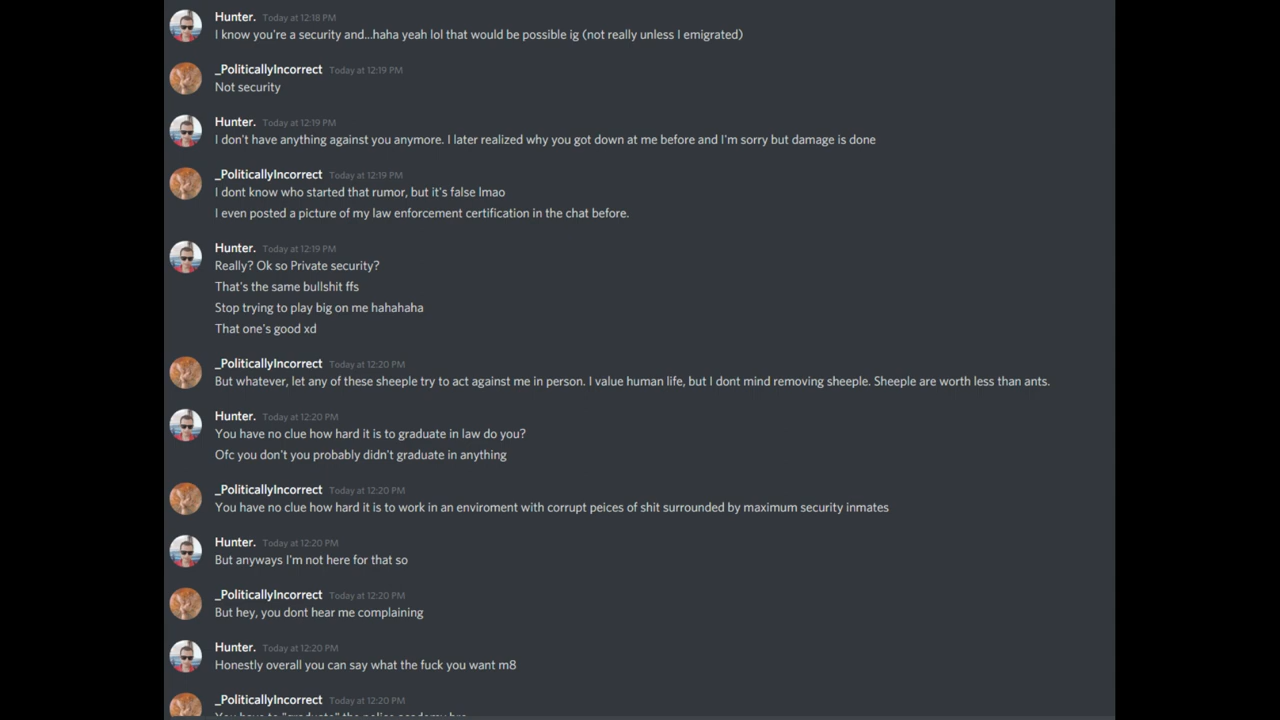 Hunter. Today at 12:18 PM
I know you're a security and...haha yeah lol that would be possible ig (not really unless I emigrated)
_PoliticallyIncorrect Today at 12:19 PM
Not security
Hunter. Today at 12:19 PM
I don't have anything against you anymore. I later realized why you got down at me before and I'm sorry but damage is done
_PoliticallyIncorrect Today at 12:19 PM
I dont know who started that rumor, but it's false lmao
I even posted a picture of my law enforcement certification in the chat before.
Hunter. Today at 12:19 PM
Really? Ok so Private security?
That's the same bullshit ffs
Stop trying to play big on me hahahaha
That one's good xd
_PoliticallyIncorrect Today at 12:20 PM
But whatever, let any of these sheeple try to act against me in person. I value human life, but I dont mind removing sheeple. Sheeple are worth less than ants.
Hunter. Today at 12:20 PM
You have no clue how hard it is to graduate in law do you?
Ofc you don't you probably didn't graduate in anything
_PoliticallyIncorrect Today at 12:20 PM
You have no clue how hard it is to work in an enviroment with corrupt peices of shit surrounded by maximum security inmates
Hunter. Today at 12:20 PM
But anyways I'm not here for that so
_PoliticallyIncorrect Today at 12:20 PM
But hey, you dont hear me complaining
Hunter. Today at 12:20 PM
Honestly overall you can say what the fuck you want m8
_PoliticallyIncorrect Today at 12:20 PM
You have to "graduate" the police academy bro